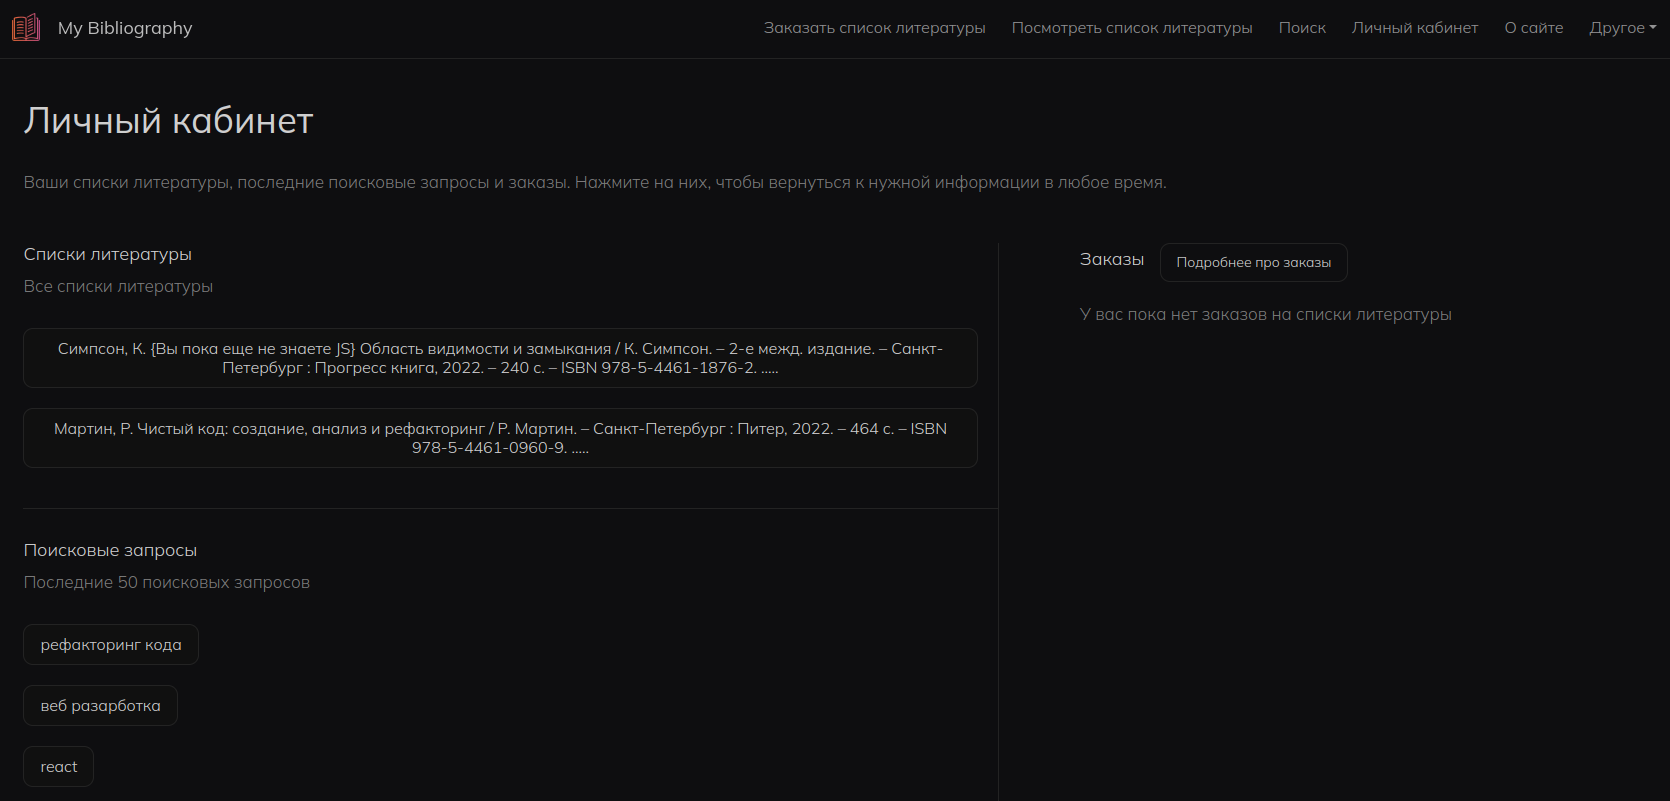 My Bibliography
Заказать список литературы
Посмотреть список литературы
Поиск
Личный кабинет
О сайте
Другое
Личный кабинет
Ваши списки литературы, последние поисковые запросы и заказы. Нажмите на них, чтобы вернуться к нужной информации в любое время.
Списки литературы
Все списки литературы
Симпсон, К. {Вы пока еще не знаете JS} Область видимости и замыкания / К. Симпсон. – 2-е межд. издание. – Санкт-
Петербург : Прогресс книга, 2022. – 240 с. – ISBN 978-5-4461-1876-2. .....
Мартин, Р. Чистый код: создание, анализ и рефакторинг / Р. Мартин. – Санкт-Петербург : Питер, 2022. – 464 с. – ISBN
978-5-4461-0960-9. .....
Поисковые запросы
Последние 50 поисковых запросов
рефакторинг кода
веб разарботка
react
Заказы
Подробнее про заказы
У вас пока нет заказов на списки литературы